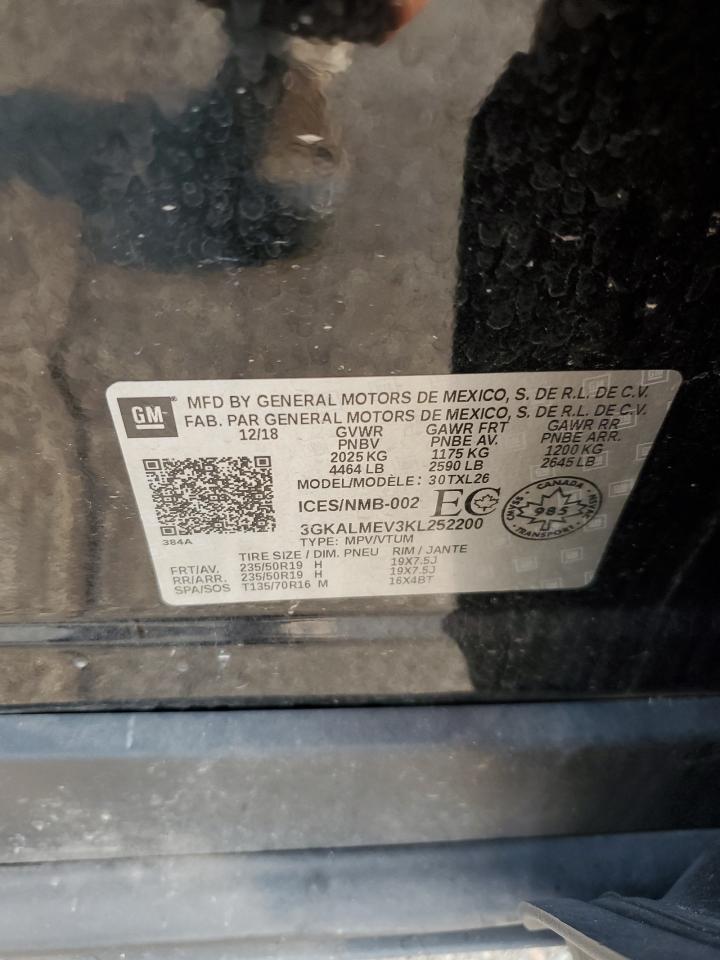 GM
MFD BY GENERAL MOTORS DE MEXICO, S. DE R.L. DE C.V.
FAB. PAR GENERAL MOTORS DE MEXICO, S. DE R.L. DE C.V.
12/18 GVWR GAWR FRT GAWR RR
PNBV PNBE AV. PNBE ARR.
2025 KG 1175 KG 1200 KG
4464 LB 2590 LB 2645 LB
MODEL/MODÈLE: 30TXL26
ICES/NMB-002 EC
CANADA
985
TRANSPORT
384A
3GKALMEV3KL252200
TYPE: MPV/VTUM
TIRE SIZE / DIM. PNEU RIM / JANTE
FRT/AV. 235/50R19 H 19X7.5J
RR/ARR. 235/50R19 H 19X7.5J
SPA/SOS T135/70R16 M 16X4BT